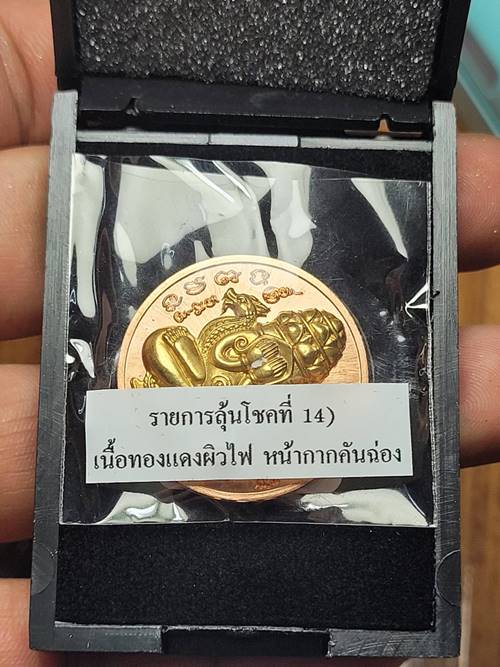 รายการลุ้นโชคที่ 14)
เนื้อทองแดงผิวไฟ หน้ากากคันฉ่อง